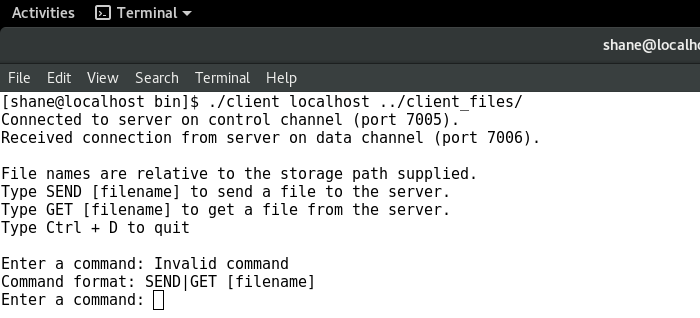 Activities Terminal
shane@localh
File Edit View Search Terminal Help
[shane@localhost bin]$ ./client localhost ../client_files/
Connected to server on control channel (port 7005).
Received connection from server on data channel (port 7006).
File names are relative to the storage path supplied.
Type SEND [filename] to send a file to the server.
Type GET [filename] to get a file from the server.
Type Ctrl + D to quit
Enter a command: Invalid command
Command format: SEND|GET [filename]
Enter a command: